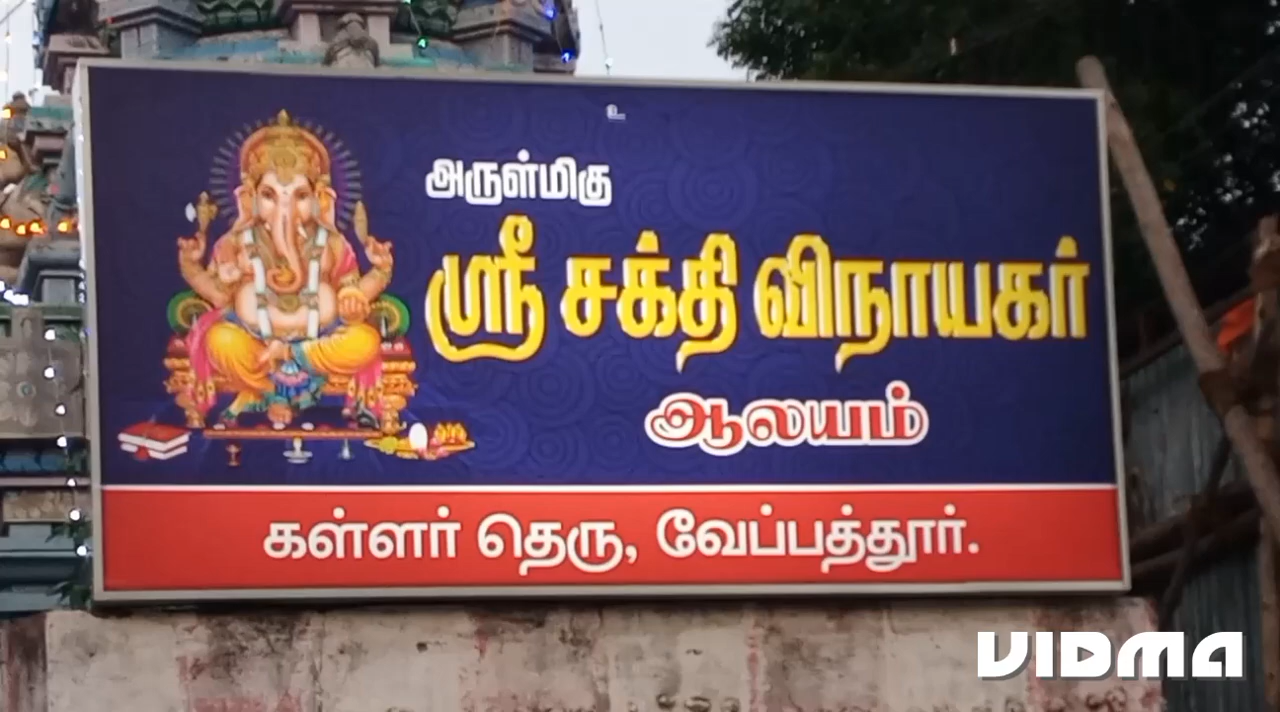 உ
அருள்மிகு
ஸ்ரீ சக்தி விநாயகர்
ஆலயம்
கள்ளர் தெரு, வேப்பத்தூர்.
VIDMA